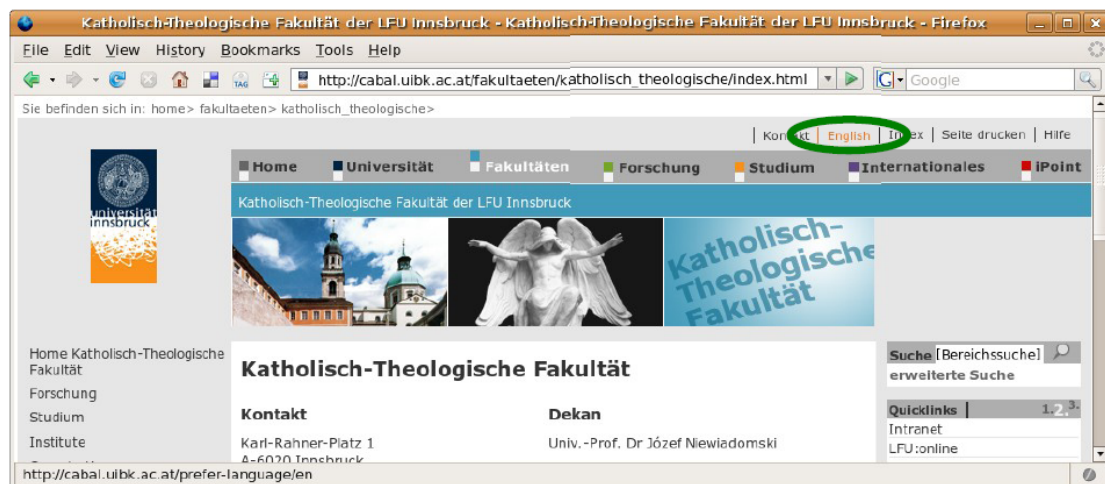 Katholisch-Theologische Fakultät der LFU Innsbruck - Katholisch-Theologische Fakultät der LFU Innsbruck - Firefox
File Edit View History Bookmarks Tools Help
TAG http://cabal.uibk.ac.at/fakultaeten/katholisch_theologische/index.html G Google
Sie befinden sich in: home> fakultaeten> katholisch_theologische>
| Kontakt | English | Index | Seite drucken | Hilfe
Home Universität Fakultäten Forschung Studium Internationales iPoint
universität
innsbruck
Katholisch-Theologische Fakultät der LFU Innsbruck
Katholisch-
Theologische
Fakultät
Home Katholisch-Theologische
Fakultät
Forschung
Studium
Institute
Katholisch-Theologische Fakultät
Kontakt
Karl-Rahner-Platz 1
A-6020 Innsbruck
Dekan
Univ.-Prof. Dr Józef Niewiadomski
Suche [Bereichssuche]
erweiterte Suche
Quicklinks | 1.2.3.
Intranet
LFU:online
http://cabal.uibk.ac.at/prefer-language/en